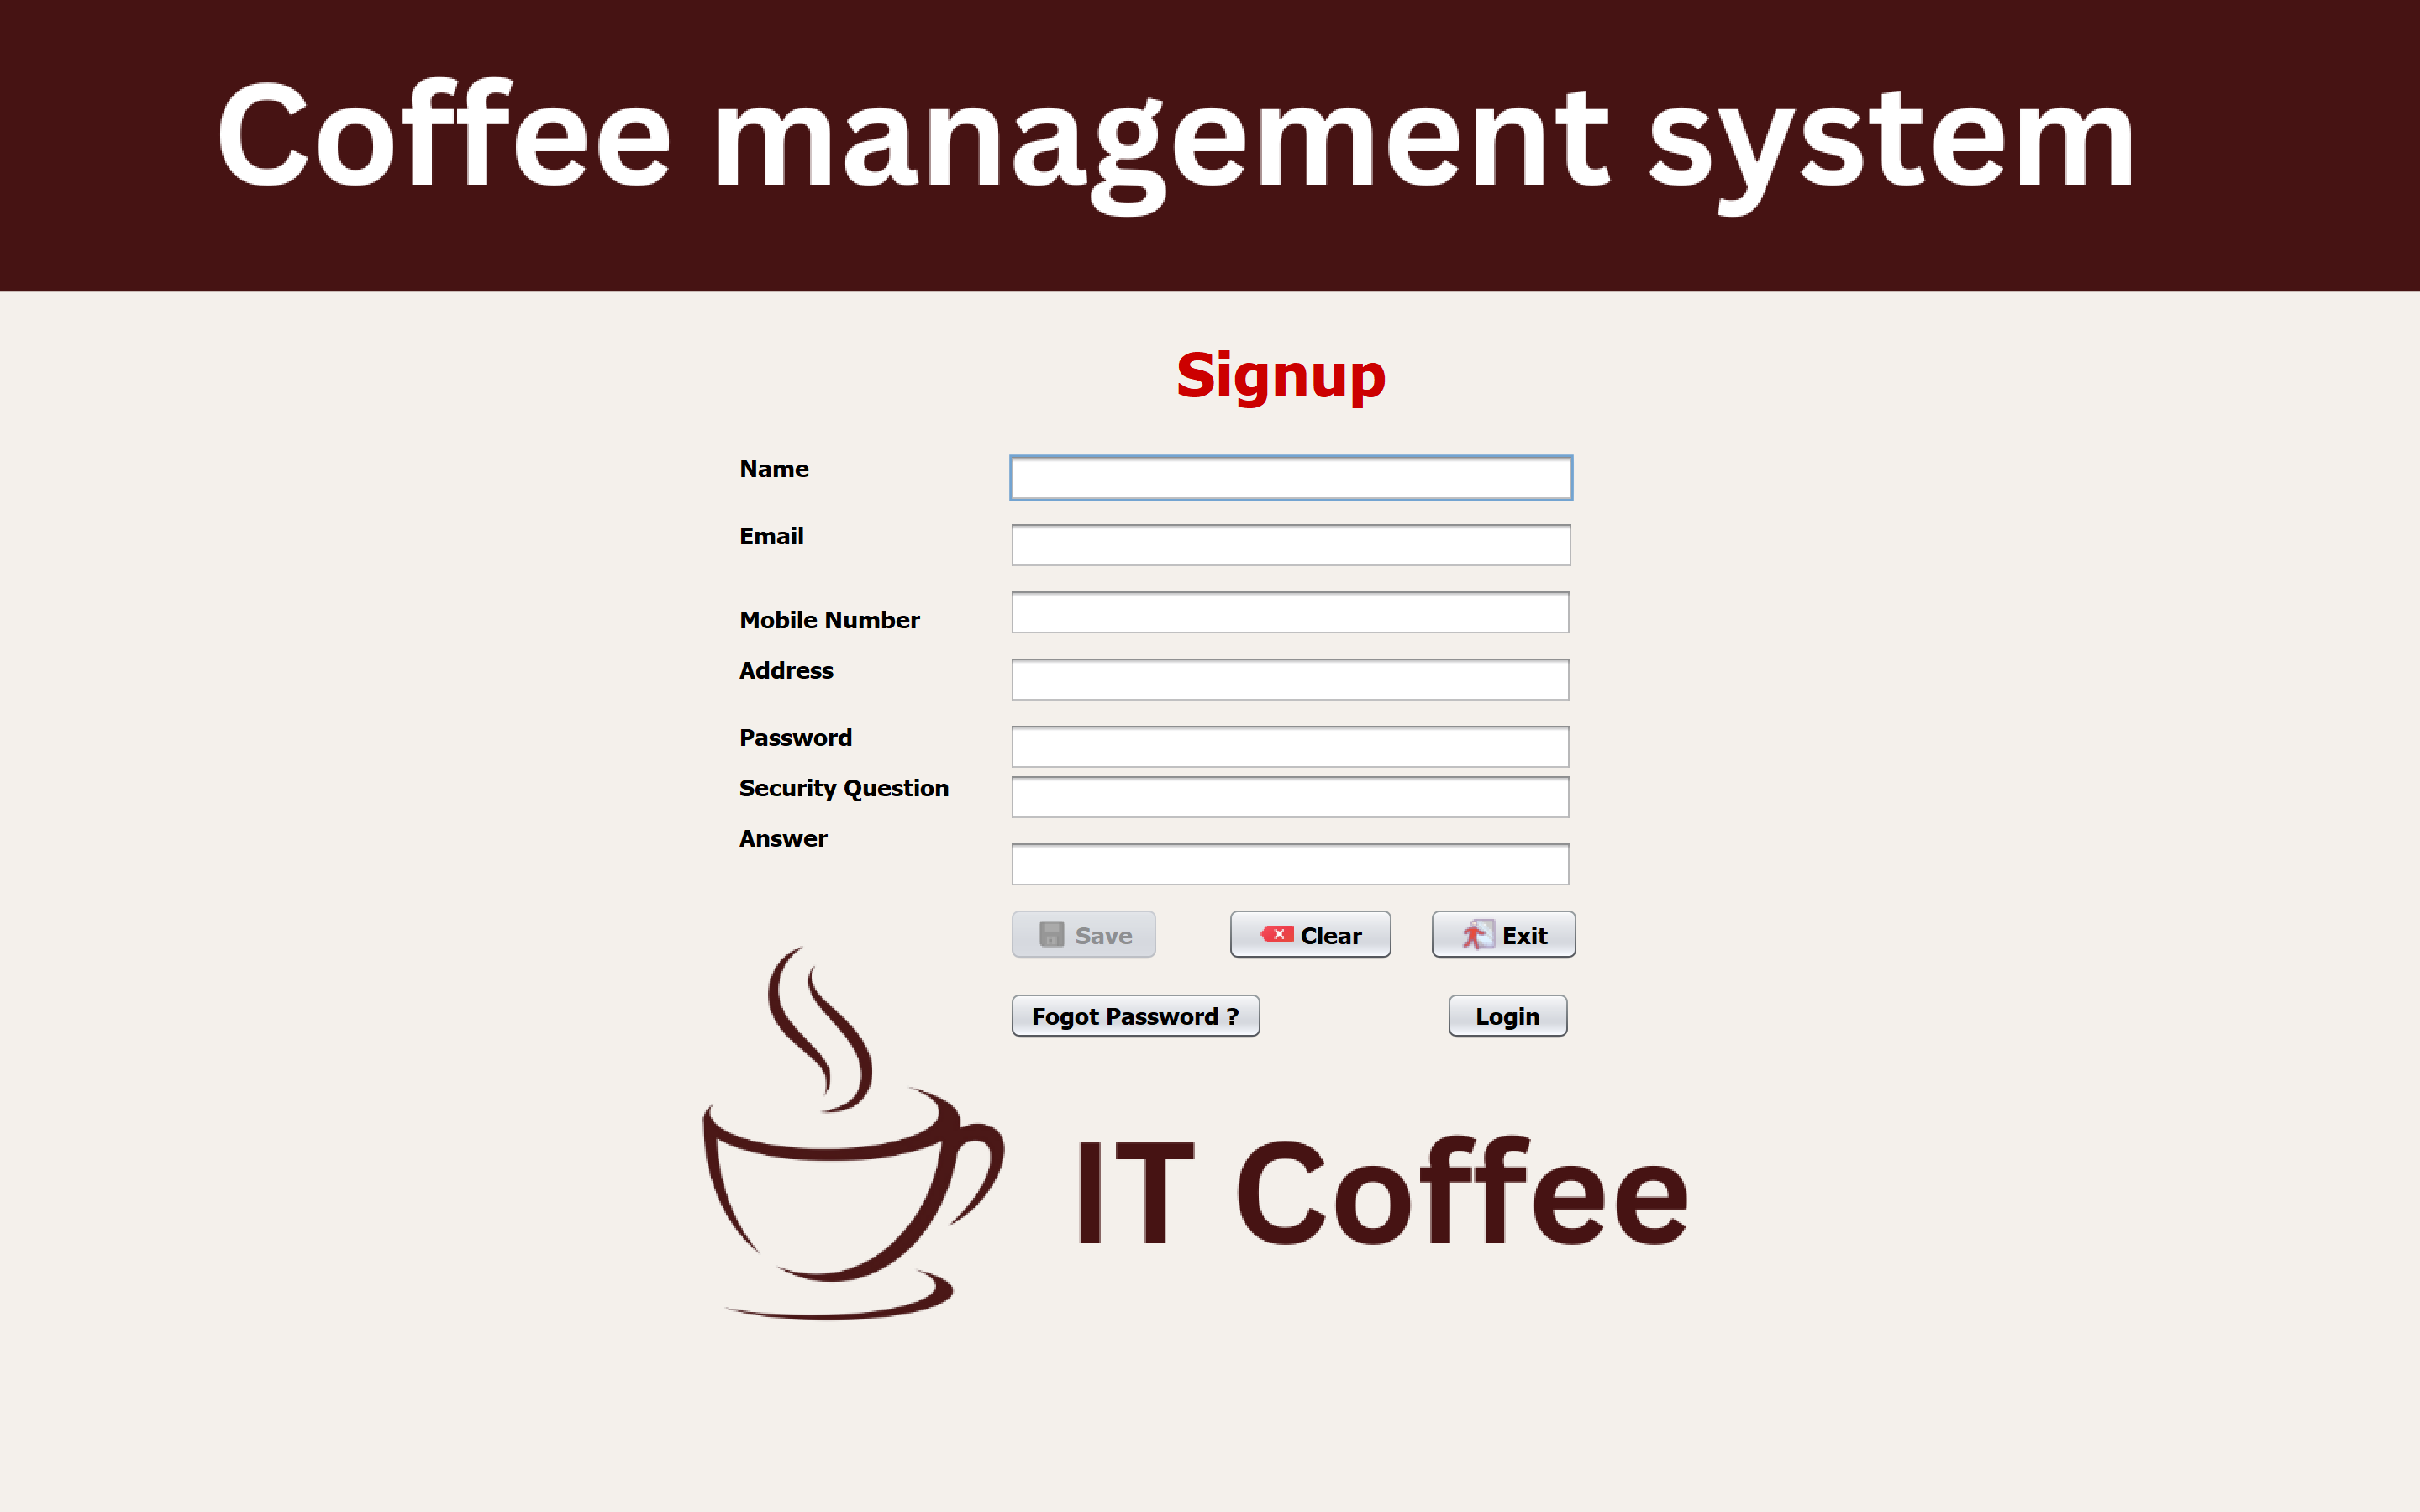 Coffee management system
Signup
Name
Email
Mobile Number
Address
Password
Security Question
Answer
Save Clear Exit
Fogot Password ? Login
IT Coffee